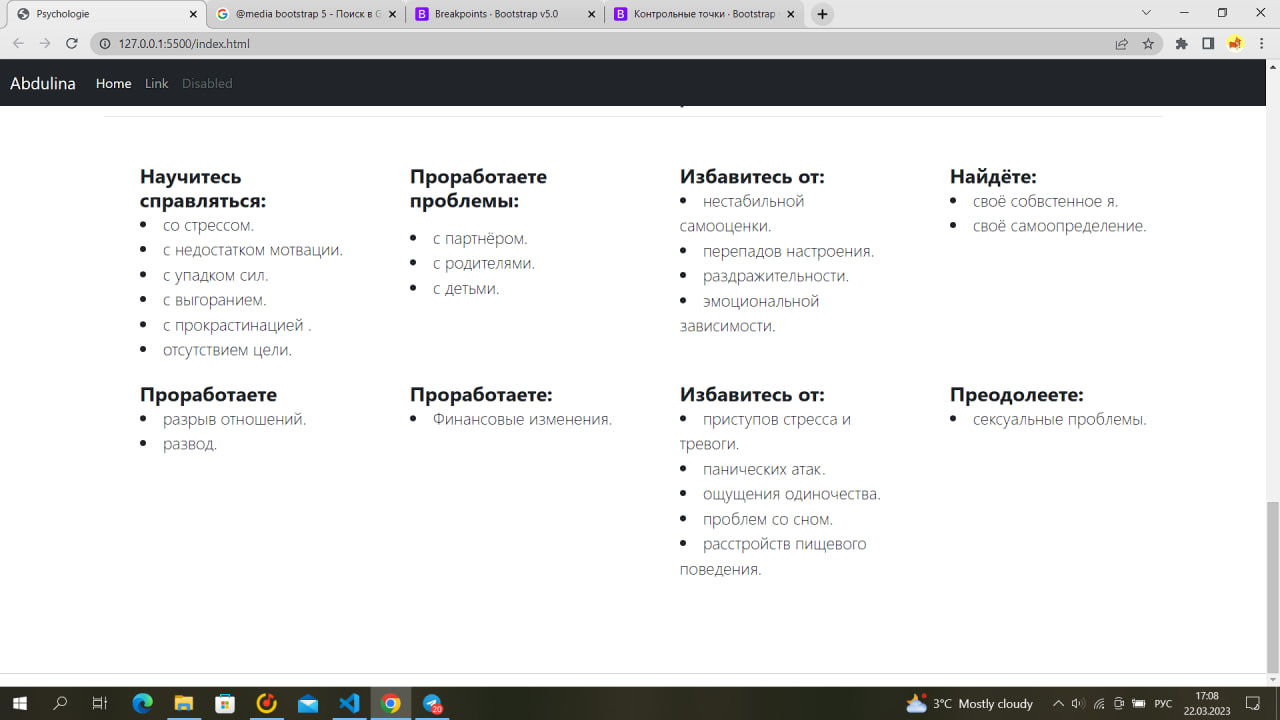 Psychologie
@media bootstrap 5 - Поиск в G
Breakpoints · Bootstrap v5.0
Контрольные точки · Bootstrap
127.0.0.1:5500/index.html
Abdulina Home Link Disabled
Научитесь
справляться:
• со стрессом.
• с недостатком мотвации.
• с упадком сил.
• с выгоранием.
• с прокрастинацией .
• отсутствием цели.
Проработаете
проблемы:
• с партнёром.
• с родителями.
• с детьми.
Избавитесь от:
• нестабильной
самооценки.
• перепадов настроения.
• раздражительности.
• эмоциональной
зависимости.
Найдёте:
• своё собвстенное я.
• своё самоопределение.
Проработаете
• разрыв отношений.
• развод.
Проработаете:
• Финансовые изменения.
Избавитесь от:
• приступов стресса и
тревоги.
• панических атак.
• ощущения одиночества.
• проблем со сном.
• расстройств пищевого
поведения.
Преодолеете:
• сексуальные проблемы.
20
3°C Mostly cloudy
РУС
17:08
22.03.2023